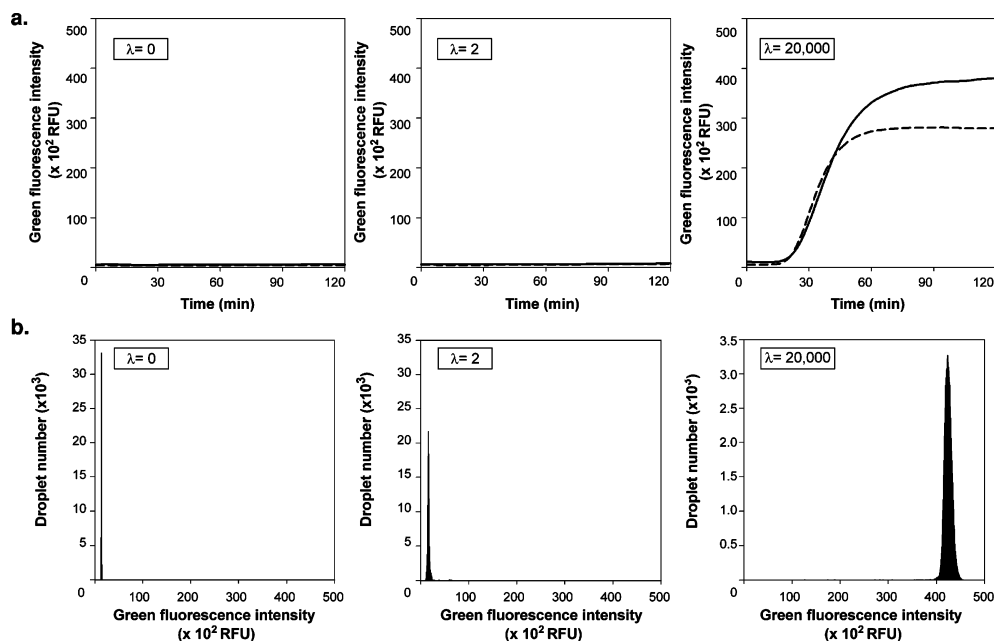 a.
Green fluorescence intensity
(x 10² RFU)
500
400
300
200
100
0
λ= 0
0
30
60
90
120
Time (min)
Green fluorescence intensity
(x 10² RFU)
500
400
300
200
100
0
λ= 2
0
30
60
90
120
Time (min)
Green fluorescence intensity
(x 10² RFU)
500
400
300
200
100
0
λ= 20,000
0
30
60
90
120
Time (min)
b.
Droplet number (x10³)
35
30
25
20
15
10
5
0
λ= 0
100
200
300
400
500
Green fluorescence intensity
(x 10² RFU)
Droplet number (x10³)
35
30
25
20
15
10
5
0
λ= 2
100
200
300
400
500
Green fluorescence intensity
(x 10² RFU)
Droplet number (x10³)
3.5
3.0
2.5
2.0
1.5
1.0
0.5
0
λ= 20,000
100
200
300
400
500
Green fluorescence intensity
(x 10² RFU)